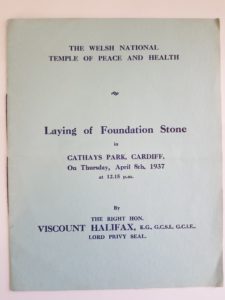 THE WELSH NATIONAL
TEMPLE OF PEACE AND HEALTH
Laying of Foundation Stone
in
CATHAYS PARK, CARDIFF,
On Thursday, April 8th, 1937
at 12.15 p.m.
By
THE RIGHT HON.
VISCOUNT HALIFAX, K.G., G.C.S.I., G.C.I.E.,
LORD PRIVY SEAL.